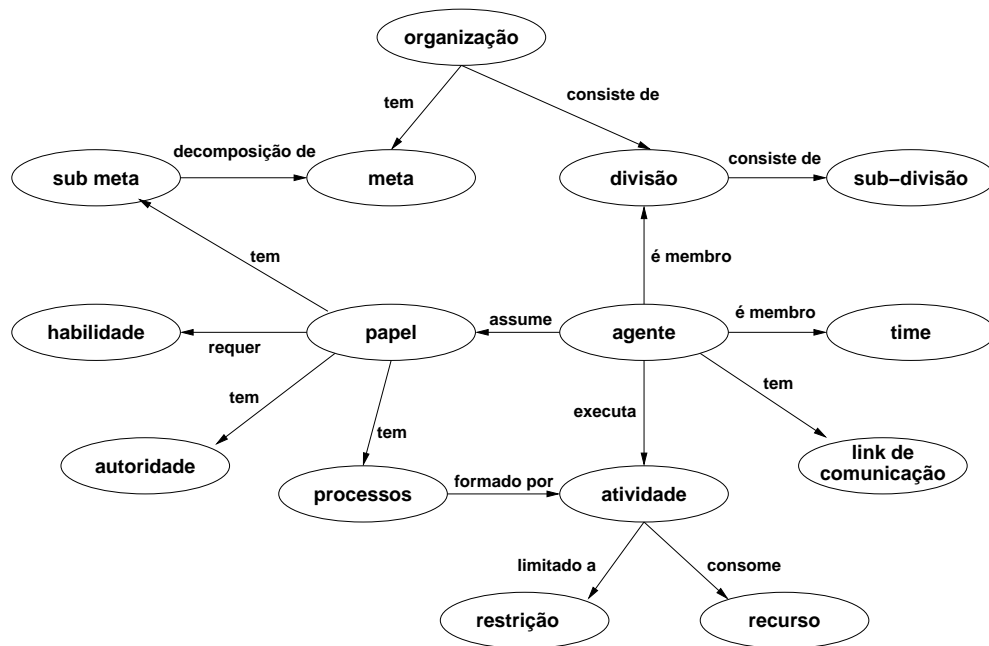 organização
tem
consiste de
decomposição de
consiste de
sub meta
meta
divisão
sub–divisão
tem
é membro
assume
é membro
habilidade
papel
agente
time
requer
tem
tem
executa
tem
autoridade
link de
comunicação
processos
formado por
atividade
limitado a
consome
restrição
recurso